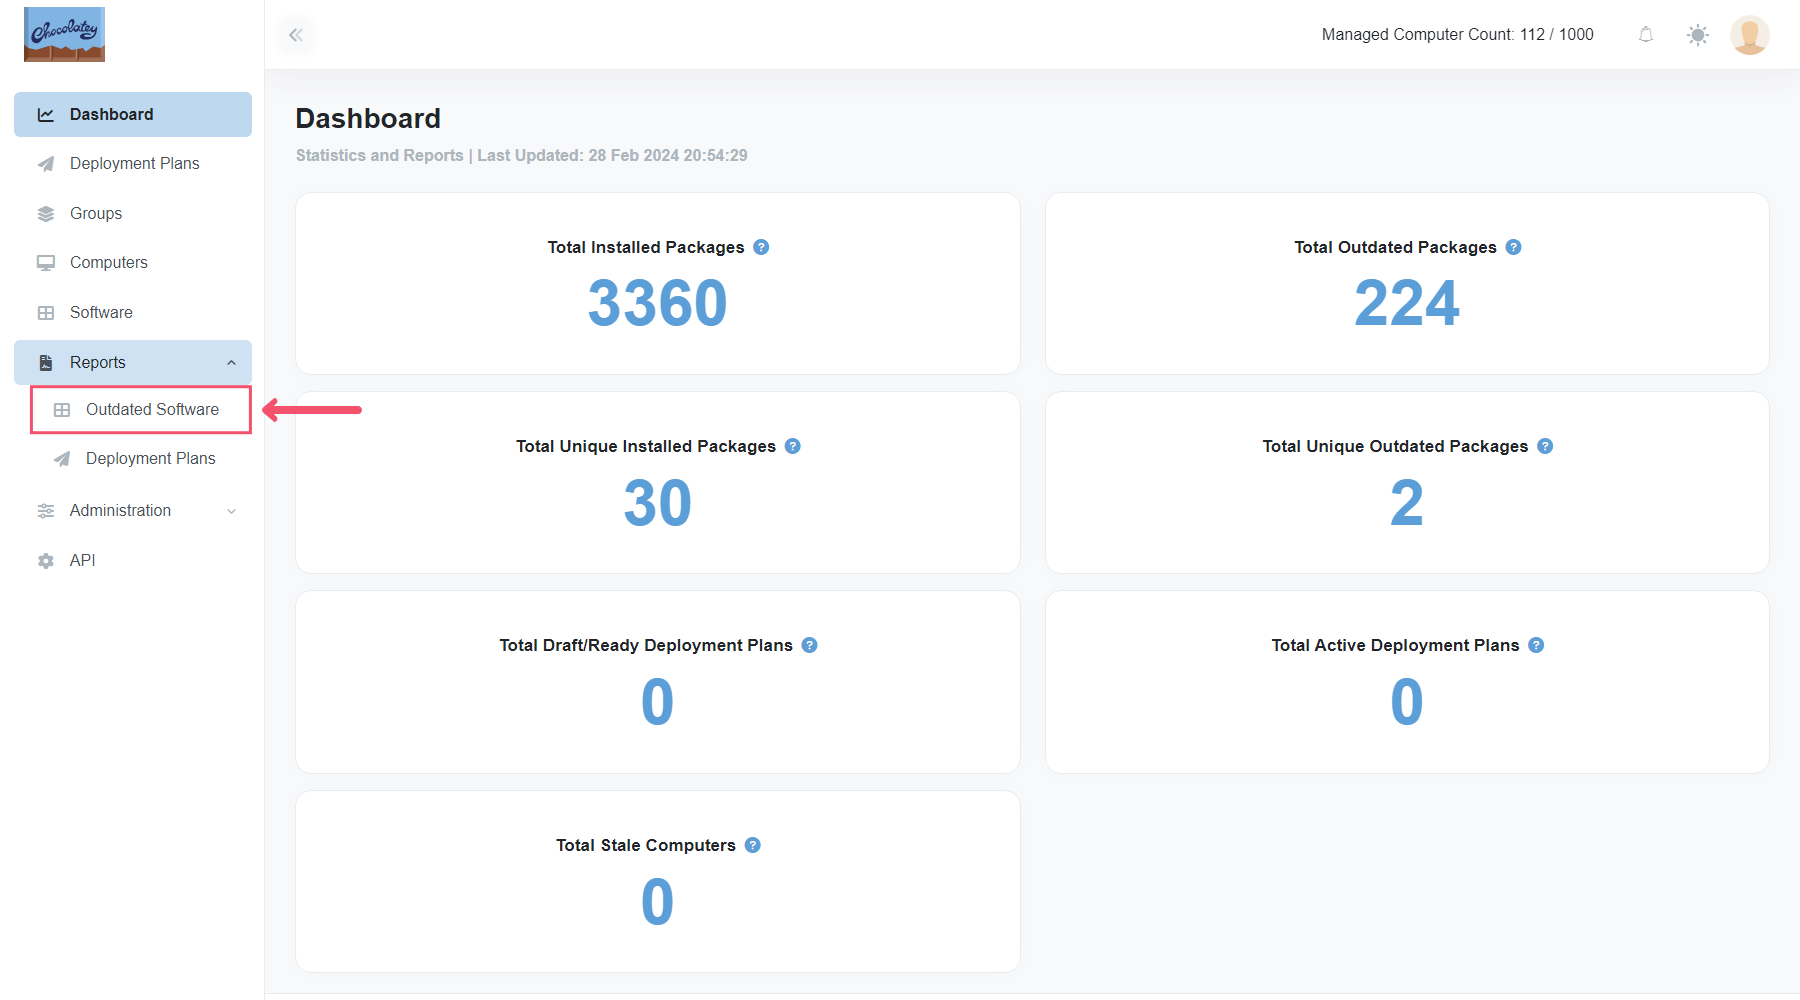 Chocolatey
Managed Computer Count: 112 / 1000
Dashboard
Deployment Plans
Groups
Computers
Software
Reports
Outdated Software
Deployment Plans
Administration
API
Dashboard
Statistics and Reports | Last Updated: 28 Feb 2024 20:54:29
Total Installed Packages ?
3360
Total Outdated Packages ?
224
Total Unique Installed Packages ?
30
Total Unique Outdated Packages ?
2
Total Draft/Ready Deployment Plans ?
0
Total Active Deployment Plans ?
0
Total Stale Computers ?
0